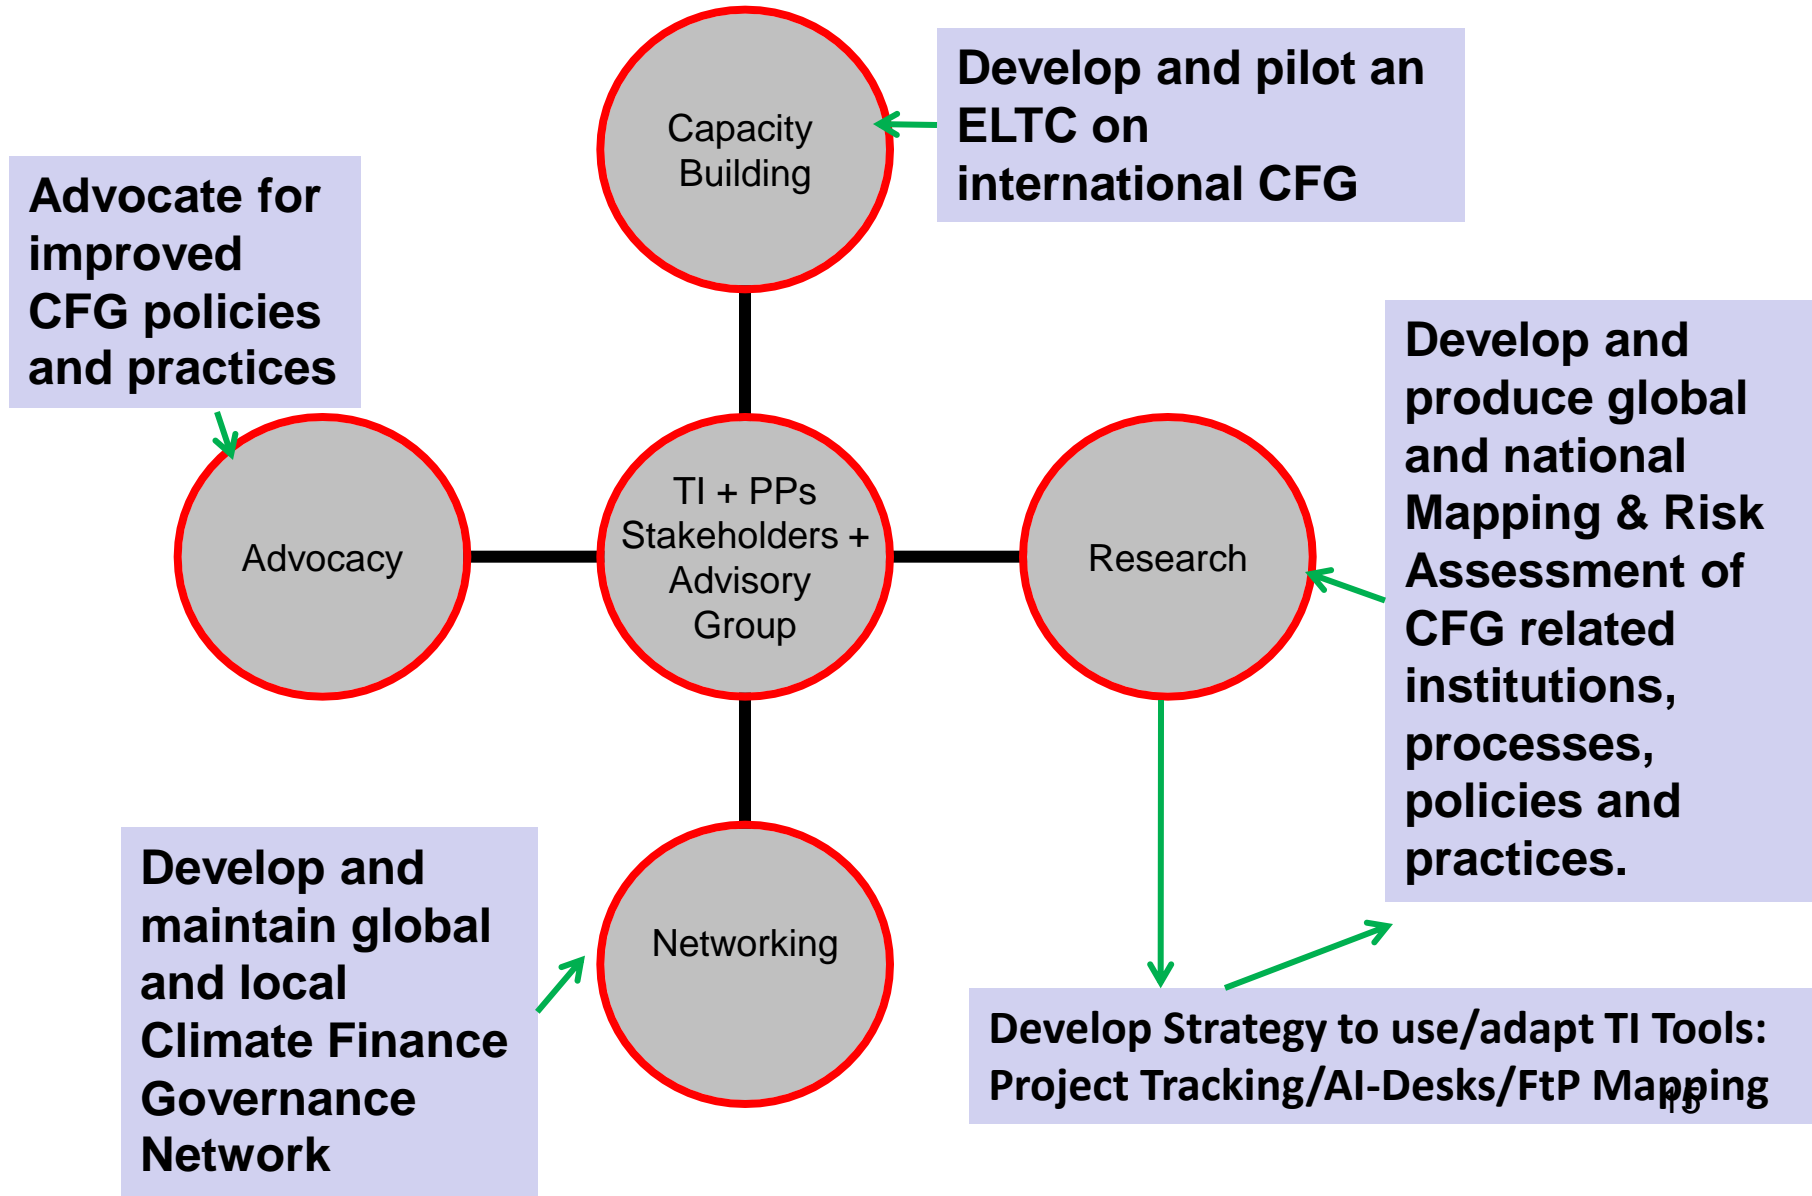 Capacity
Building
Develop and pilot an
ELTC on
international CFG
Advocate for
improved
CFG policies
and practices
Advocacy
TI + PPs
Stakeholders +
Advisory
Group
Research
Develop and
produce global
and national
Mapping & Risk
Assessment of
CFG related
institutions,
processes,
policies and
practices.
Networking
Develop and
maintain global
and local
Climate Finance
Governance
Network
Develop Strategy to use/adapt TI Tools:
Project Tracking/AI-Desks/FtP Mapping
15